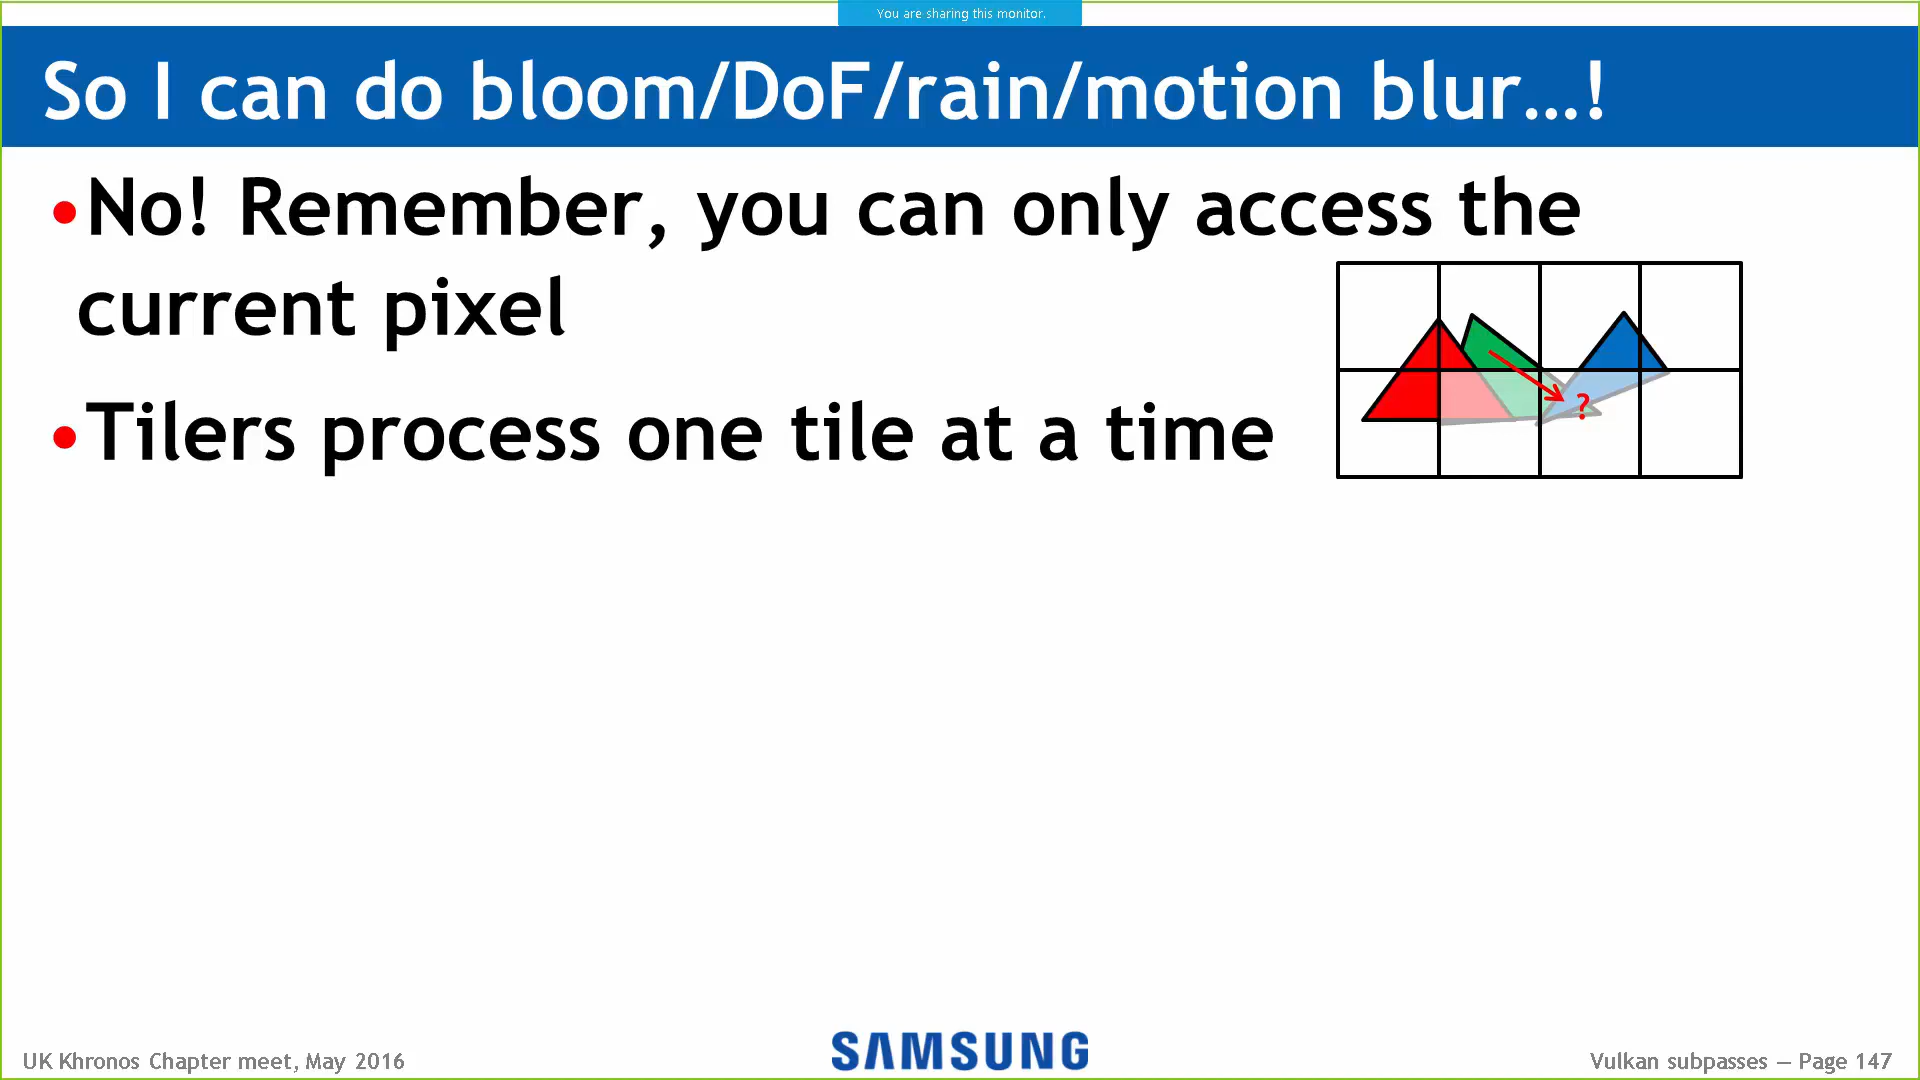 You are sharing this monitor.
So I can do bloom/DoF/rain/motion blur…!
•No! Remember, you can only access the
current pixel
•Tilers process one tile at a time
?
SAMSUNG
UK Khronos Chapter meet, May 2016
Vulkan subpasses — Page 147